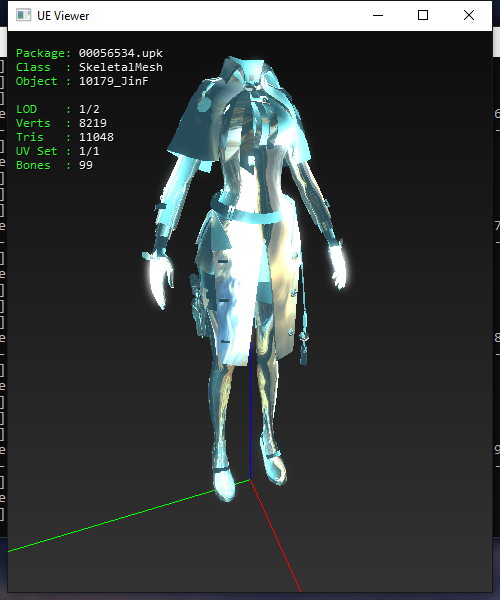 UE Viewer
Package: 00056534.upk
Class : SkeletalMesh
Object : 10179_JinF
LOD : 1/2
Verts : 8219
Tris : 11048
UV Set : 1/1
Bones : 99